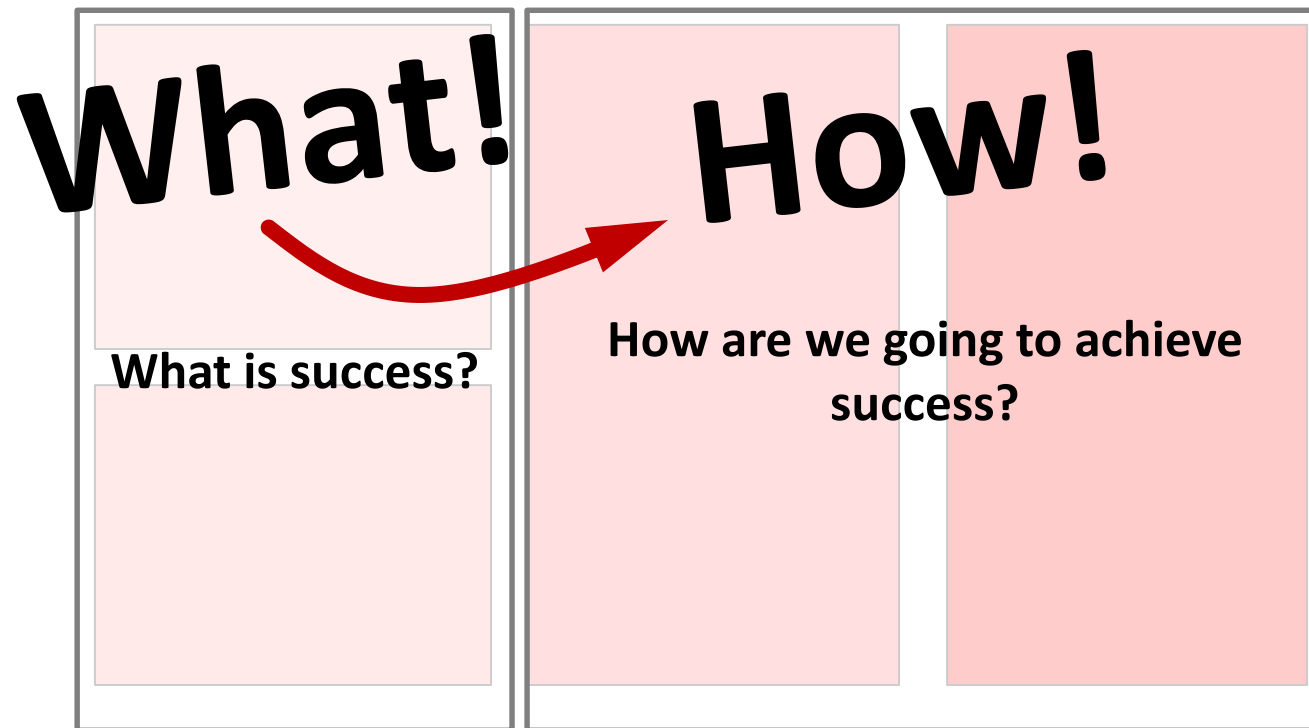 What!
How!
What is success?
How are we going to achieve
success?